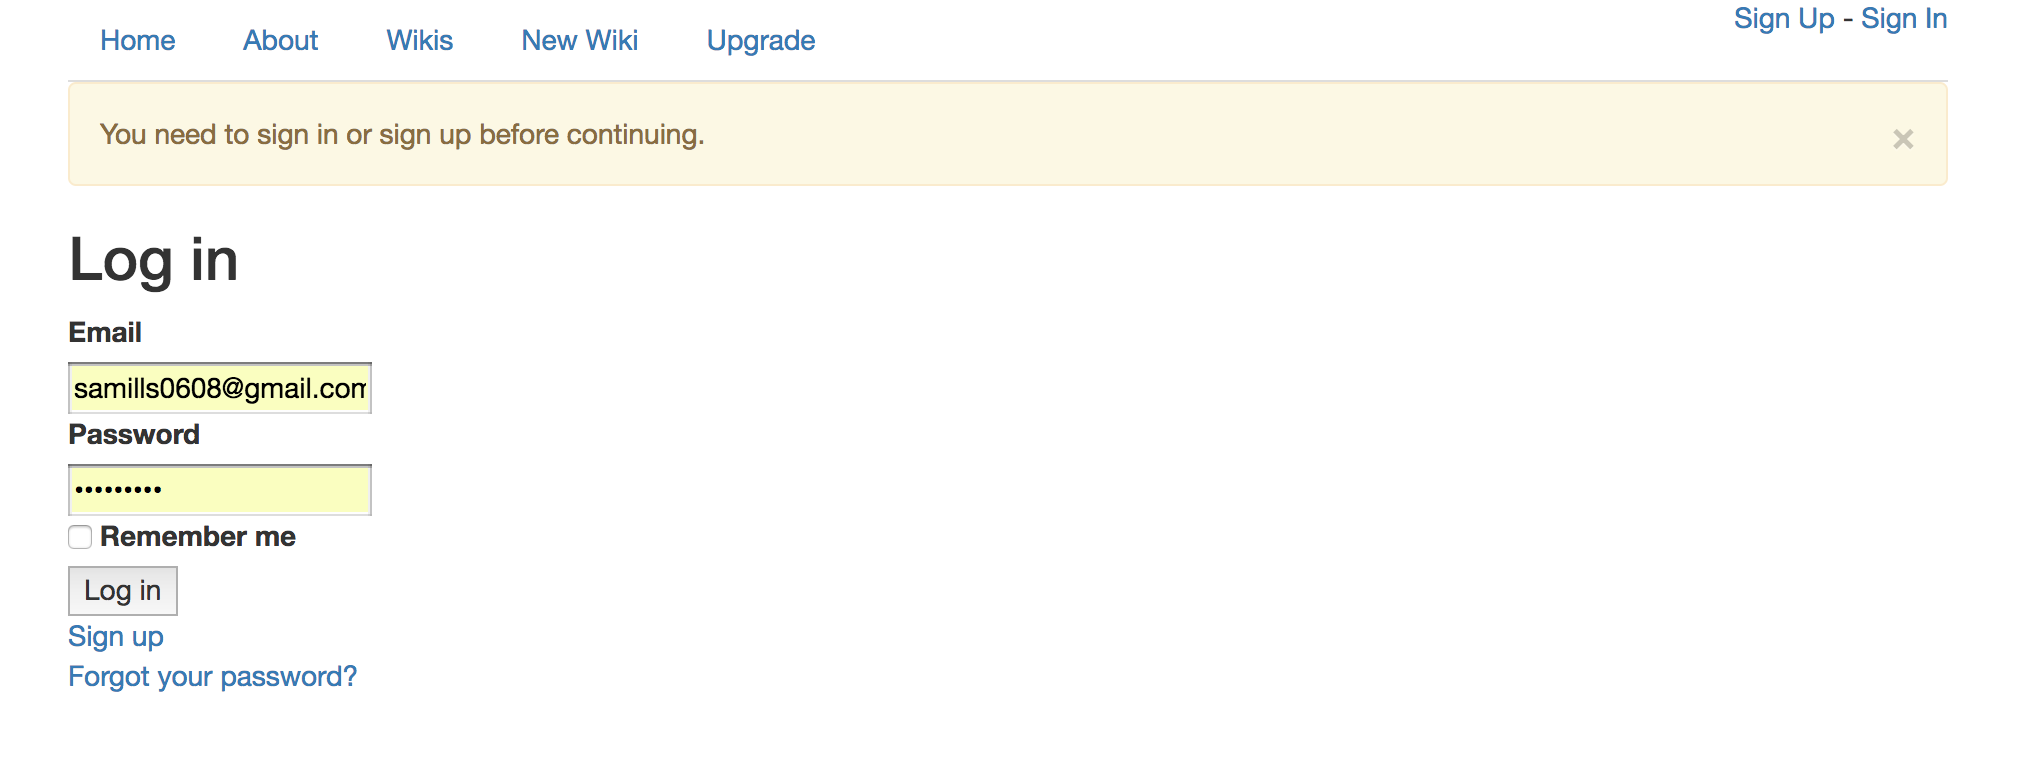 Home About Wikis New Wiki Upgrade Sign Up - Sign In
You need to sign in or sign up before continuing. ×
Log in
Email
samills0608@gmail.com
Password
•••••••••
Remember me
Log in
Sign up
Forgot your password?